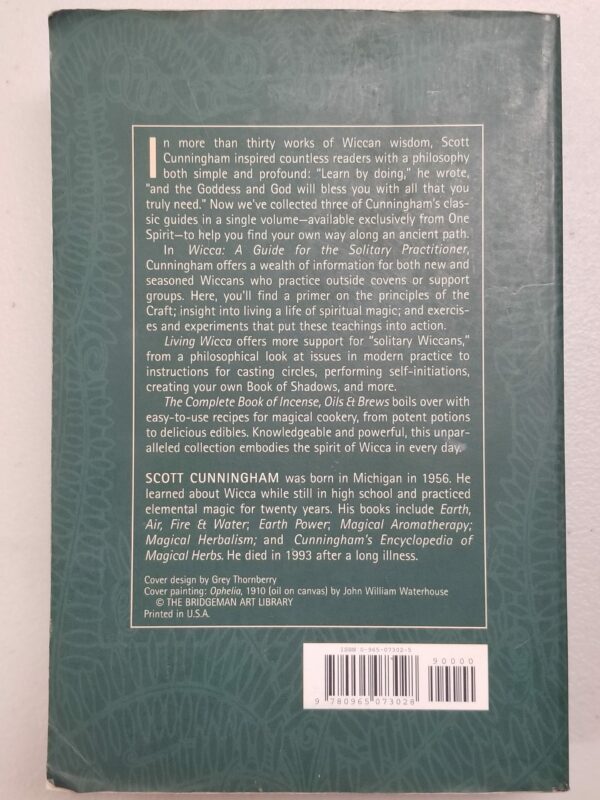 In more than thirty works of Wiccan wisdom, Scott
Cunningham inspired countless readers with a philosophy
both simple and profound: "Learn by doing," he wrote,
"and the Goddess and God will bless you with all that you
truly need." Now we've collected three of Cunningham's clas-
sic guides in a single volume—available exclusively from One
Spirit—to help you find your own way along an ancient path.
In Wicca: A Guide for the Solitary Practitioner,
Cunningham offers a wealth of information for both new and
seasoned Wiccans who practice outside covens or support
groups. Here, you'll find a primer on the principles of the
Craft; insight into living a life of spiritual magic; and exercis-
es and experiments that put these teachings into action.
Living Wicca offers more support for "solitary Wiccans,"
from a philosophical look at issues in modern practice to
instructions for casting circles, performing self-initiations,
creating your own Book of Shadows, and more.
The Complete Book of Incense, Oils & Brews boils over with
easy-to-use recipes for magical cookery, from potent potions
to delicious edibles. Knowledgeable and powerful, this unpar-
alleled collection embodies the spirit of Wicca in every day.
SCOTT CUNNINGHAM was born in Michigan in 1956. He
learned about Wicca while still in high school and practiced
elemental magic for twenty years. His books include Earth,
Air, Fire & Water; Earth Power; Magical Aromatherapy;
Magical Herbalism; and Cunningham's Encyclopedia of
Magical Herbs. He died in 1993 after a long illness.
Cover design by Grey Thornberry
Cover painting: Ophelia, 1910 (oil on canvas) by John William Waterhouse
© THE BRIDGEMAN ART LIBRARY
Printed in U.S.A.
ISBN 0-965-07302-5
90000
9 780965 073028